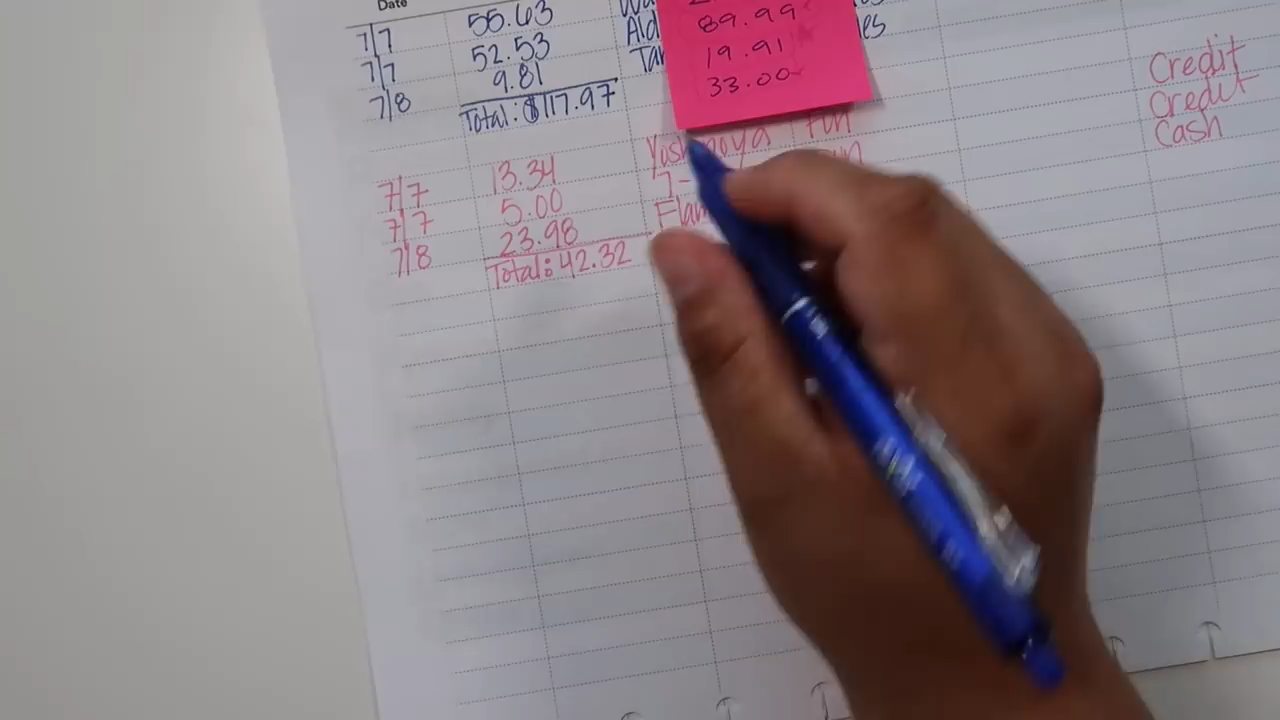 Date
7/7 55.63
7/7 52.53
7/8 9.81
Total: $117.97
89.99
19.91
33.00
7/7 13.34 Fun Credit
7/7 5.00 Credit
7/8 23.98 Cash
Total: 42.32